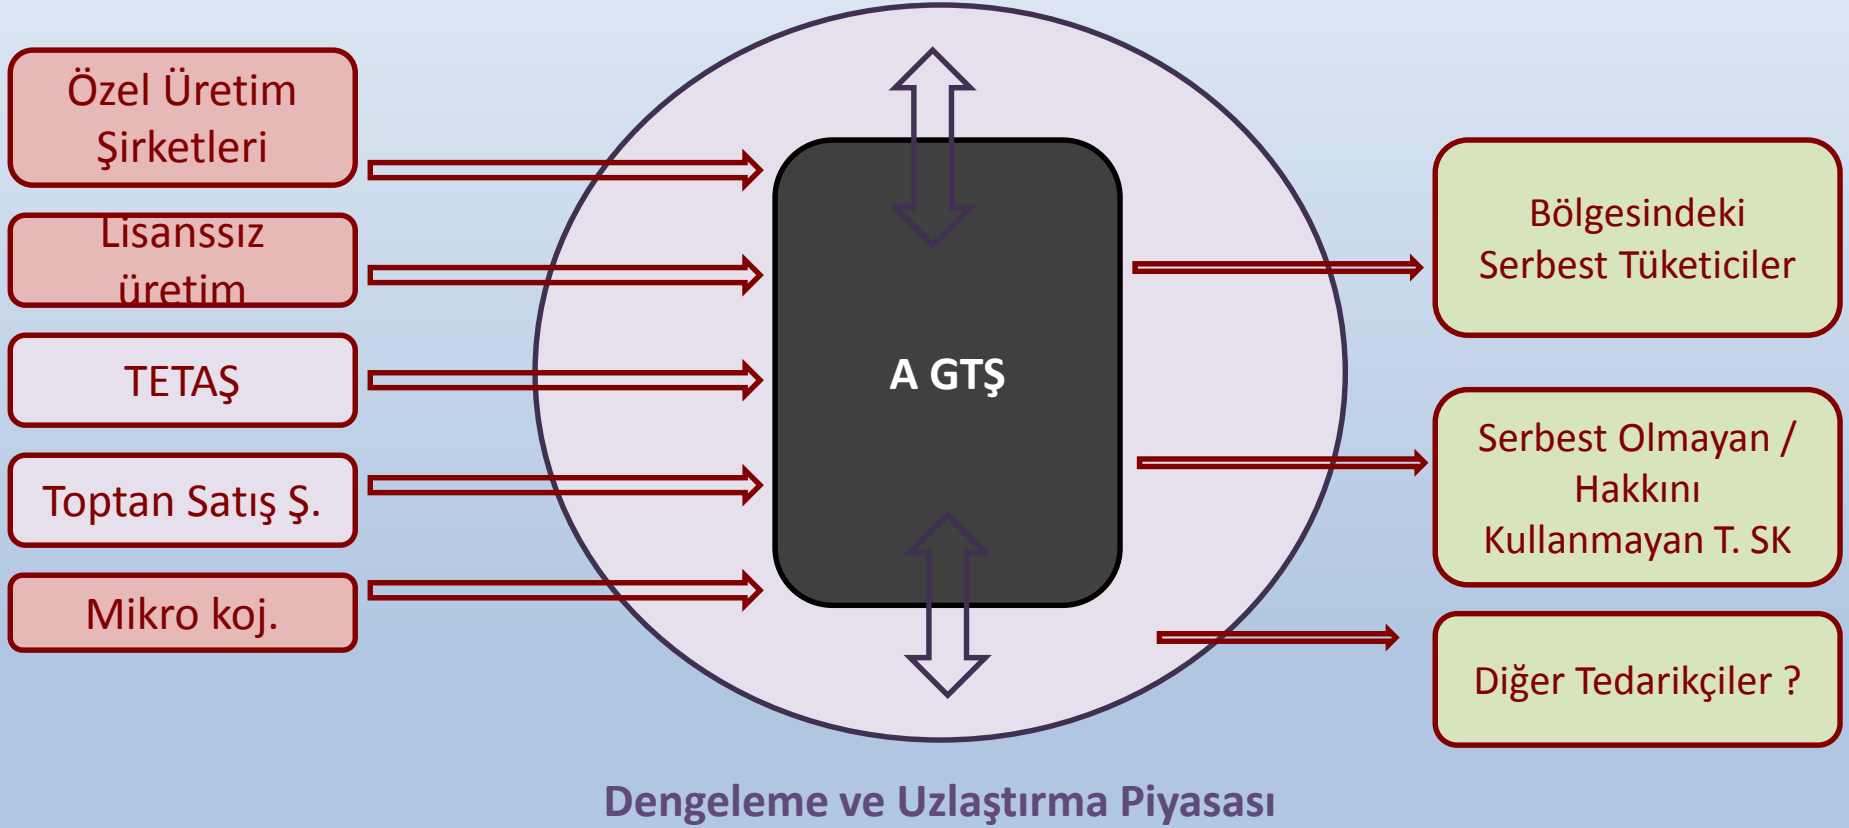 Özel Üretim
Şirketleri
Lisanssız
üretim
TETAŞ
Toptan Satış Ş.
Mikro koj.
A GTŞ
Bölgesindeki
Serbest Tüketiciler
Serbest Olmayan /
Hakkını
Kullanmayan T. SK
Diğer Tedarikçiler ?
Dengeleme ve Uzlaştırma Piyasası